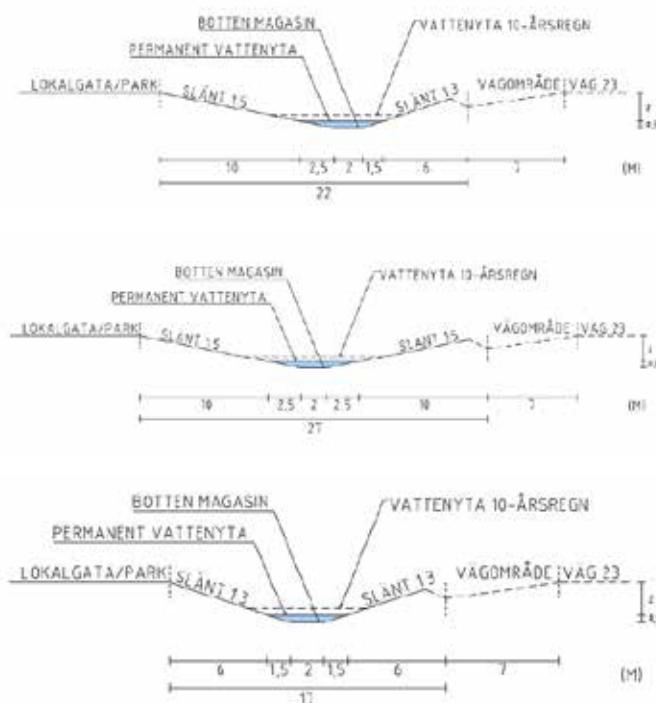 BOTTEN MAGASIN
VATTENYTA 10-ÅRSREGN
PERMANENT VATTENYTA
LOKALGATA/PARK
SLÄNT 1:5
SLÄNT 1:3
VÄGOMRÅDE
VÄG 23
10
2,5
2
1,5
6
7
(M)
22
BOTTEN MAGASIN
VATTENYTA 10-ÅRSREGN
PERMANENT VATTENYTA
LOKALGATA/PARK
SLÄNT 1:5
SLÄNT 1:5
VÄGOMRÅDE
VÄG 23
10
2,5
2
2,5
10
7
(M)
27
BOTTEN MAGASIN
VATTENYTA 10-ÅRSREGN
PERMANENT VATTENYTA
LOKALGATA/PARK
SLÄNT 1:3
SLÄNT 1:3
VÄGOMRÅDE
VÄG 23
6
1,5
2
1,5
6
7
(M)
17